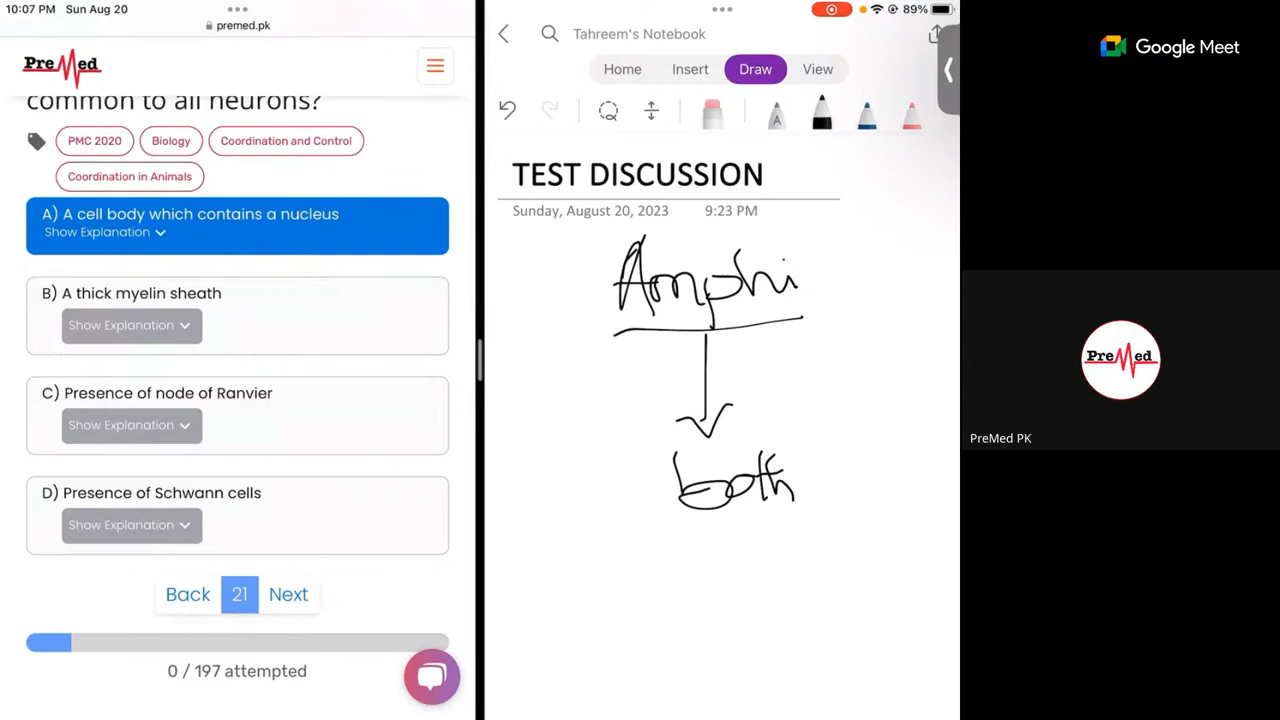 10:07 PM Sun Aug 20
premed.pk
PreMed
common to all neurons?
PMC 2020
Biology
Coordination and Control
Coordination in Animals
A) A cell body which contains a nucleus
Show Explanation
B) A thick myelin sheath
Show Explanation
C) Presence of node of Ranvier
Show Explanation
D) Presence of Schwann cells
Show Explanation
Back 21 Next
0 / 197 attempted
89%
Tahreem's Notebook
Home Insert Draw View
A
TEST DISCUSSION
Sunday, August 20, 2023 9:23 PM
Amphi
both
Google Meet
PreMed
PreMed PK